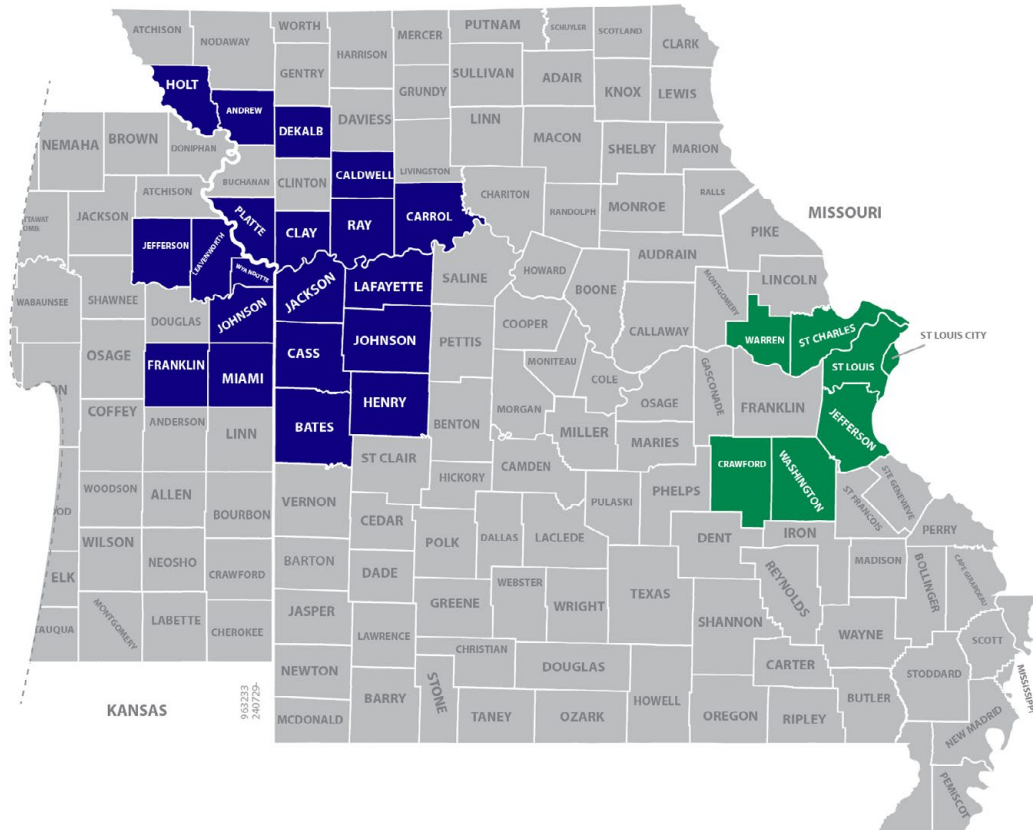 ATCHISON
NODAWAY
WORTH
HARRISON
MERCER
PUTNAM
SCHUYLER
SCOTLAND
CLARK
HOLT
GENTRY
SULLIVAN
ADAIR
KNOX
LEWIS
ANDREW
DEKALB
DAVIESS
GRUNDY
LINN
MACON
SHELBY
MARION
NEMAHA
BROWN
DONIPHAN
BUCHANAN
CLINTON
CALDWELL
LIVINGSTON
CHARITON
RANDOLPH
MONROE
RALLS
ATCHISON
JACKSON
PLATTE
CLAY
RAY
CARROL
MISSOURI
PIKE
JEFFERSON
LEAVENWORTH
WYANDOTTE
JACKSON
LAFAYETTE
SALINE
HOWARD
BOONE
AUDRAIN
MONTGOMERY
LINCOLN
WABAUNSEE
SHAWNEE
DOUGLAS
JOHNSON
CASS
JOHNSON
PETTIS
COOPER
MONITEAU
COLE
CALLAWAY
WARREN
ST CHARLES
ST LOUIS CITY
ST LOUIS
OSAGE
FRANKLIN
MIAMI
HENRY
BATES
MORGAN
MILLER
OSAGE
GASCONADE
FRANKLIN
JEFFERSON
COFFEY
ANDERSON
LINN
BENTON
MARIES
CRAWFORD
WASHINGTON
ST CLAIR
HICKORY
CAMDEN
PULASKI
PHELPS
ST FRANCOIS
STE GENEVIEVE
WOODSON
ALLEN
BOURBON
VERNON
CEDAR
POLK
DALLAS
LACLEDE
DENT
IRON
PERRY
WILSON
NEOSHO
CRAWFORD
BARTON
DADE
WEBSTER
WRIGHT
TEXAS
REYNOLDS
MADISON
BOLLINGER
CAPE GIRARDEAU
ELK
MONTGOMERY
LABETTE
CHEROKEE
JASPER
LAWRENCE
GREENE
SHANNON
WAYNE
SCOTT
NEWTON
CHRISTIAN
DOUGLAS
CARTER
STODDARD
MISSISSIPPI
KANSAS
963233
240729-
MCDONALD
BARRY
STONE
TANEY
OZARK
HOWELL
OREGON
RIPLEY
BUTLER
NEW MADRID
PEMISCOT